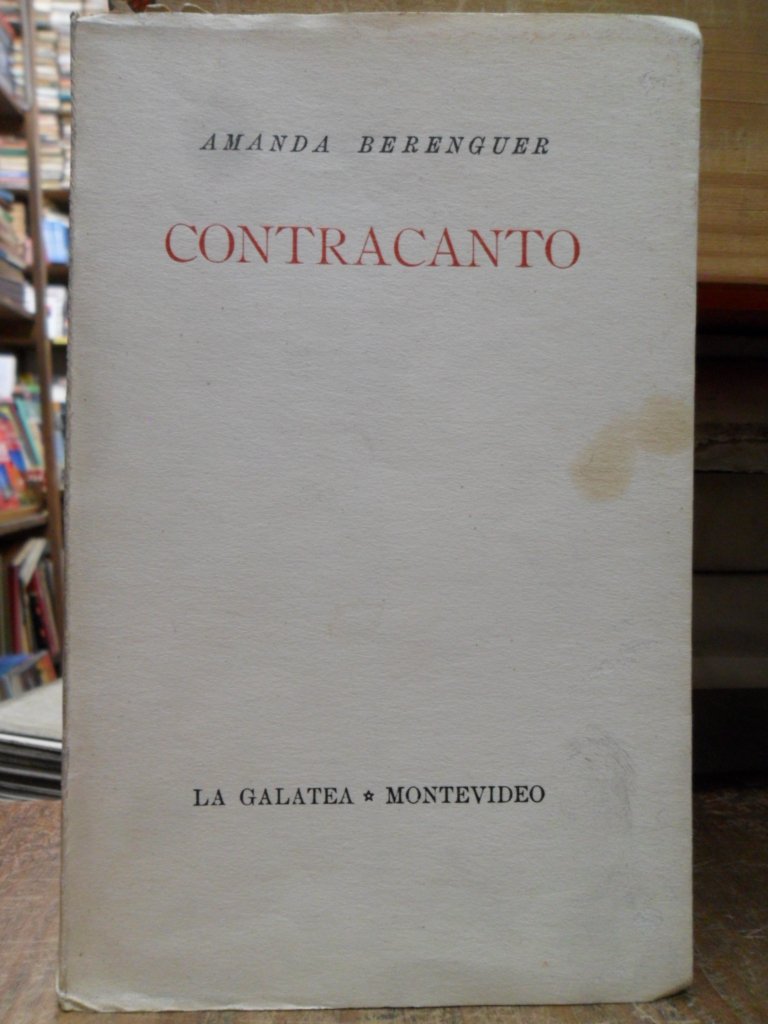 AMANDA BERENGUER
CONTRACANTO
LA GALATEA ☆ MONTEVIDEO